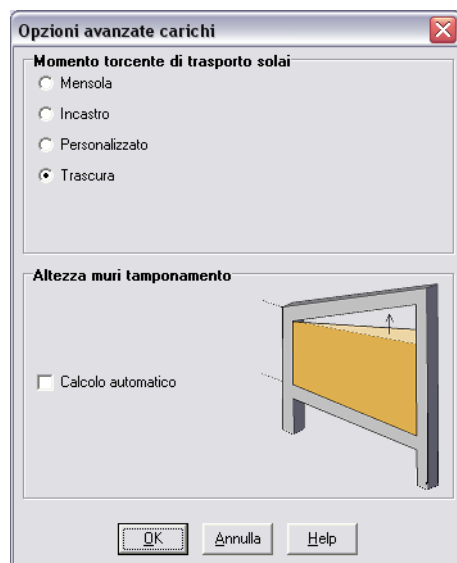 Opzioni avanzate carichi
Momento torcente di trasporto solai
Mensola
Incastro
Personalizzato
Trascura
Altezza muri tamponamento
Calcolo automatico
OK
Annulla
Help